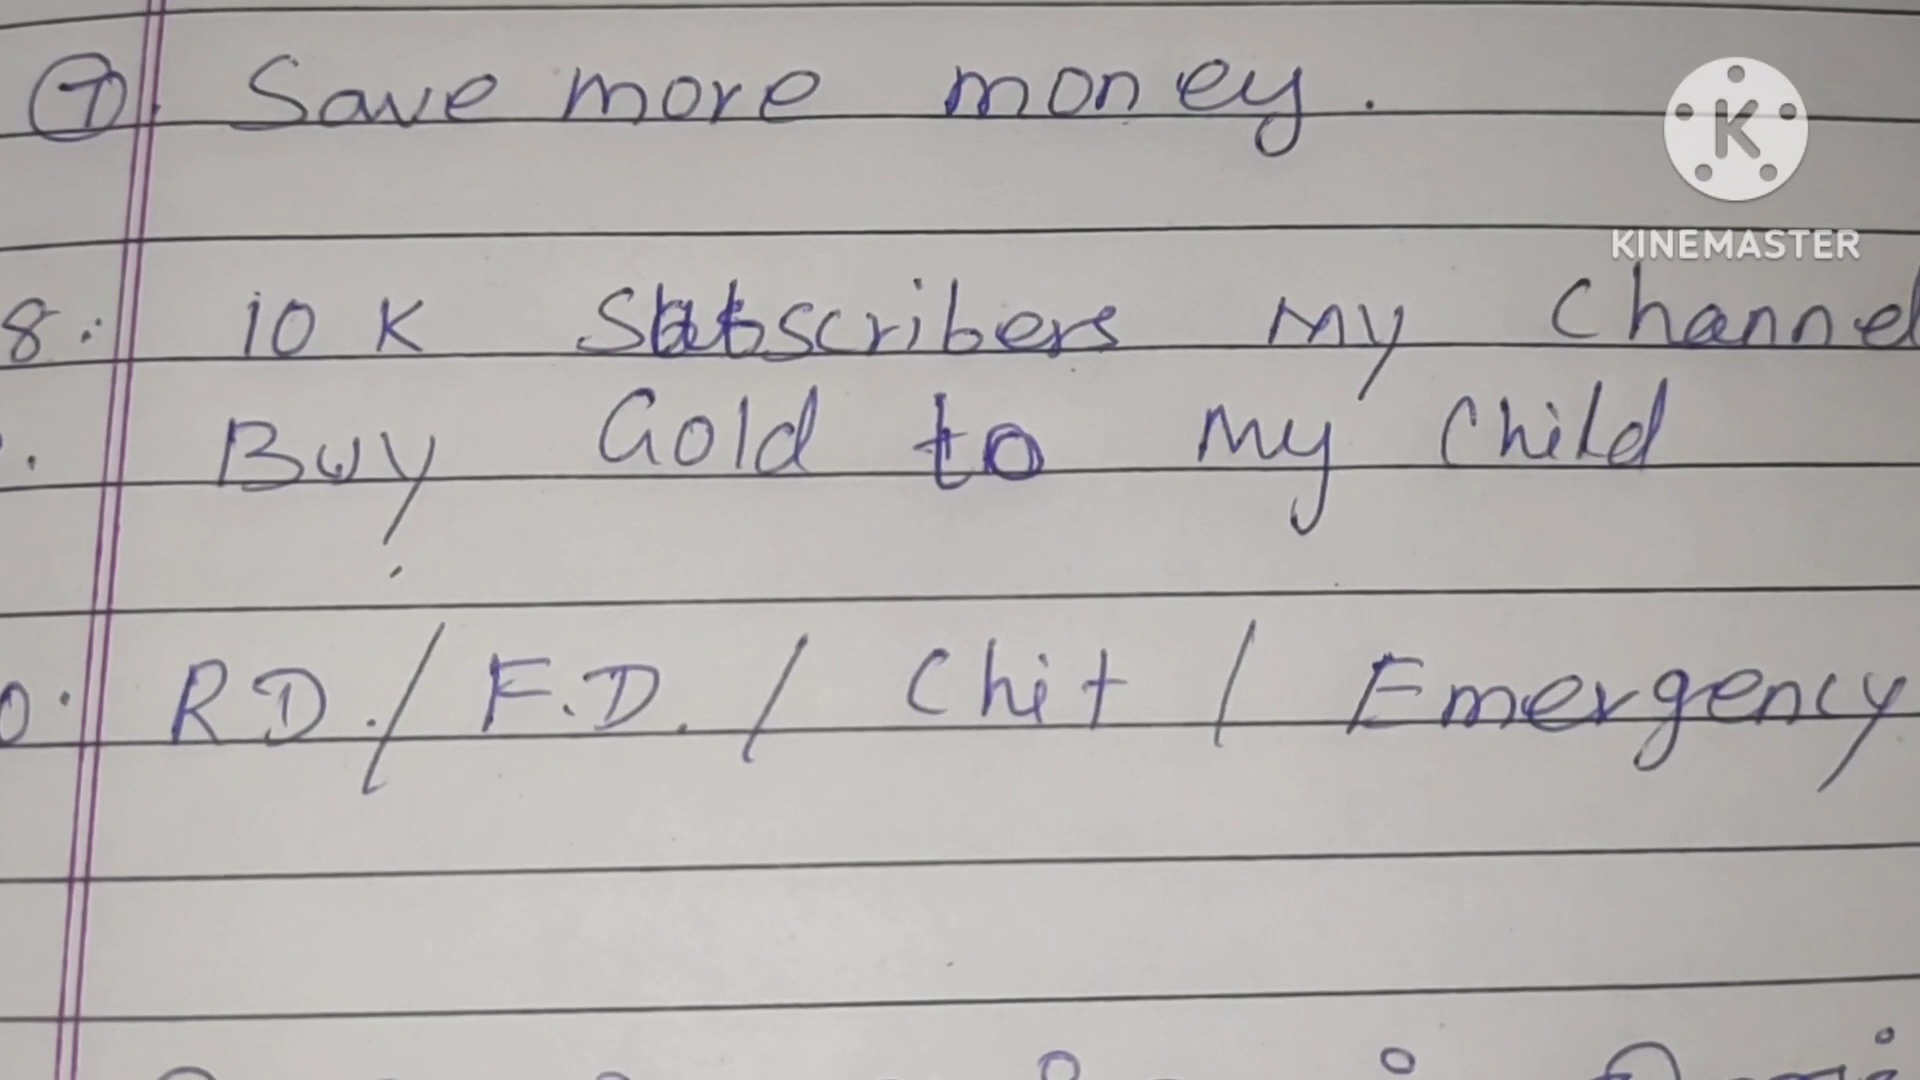 7. Save more money.
KINEMASTER
8. 10 K Subscribers my Channel
. Buy Gold to my child
0. RD. / F.D. / Chit / Emergency